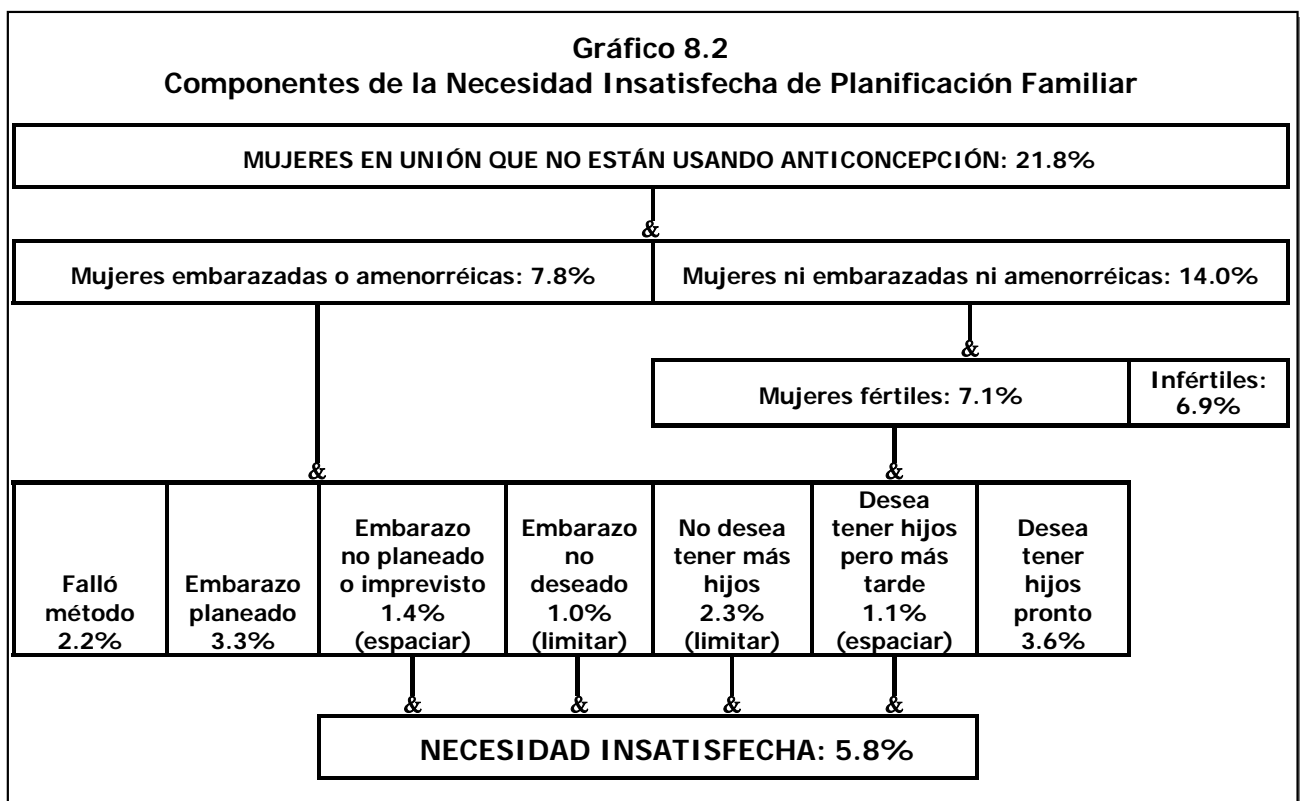 Gráfico 8.2
Componentes de la Necesidad Insatisfecha de Planificación Familiar
MUJERES EN UNIÓN QUE NO ESTÁN USANDO ANTICONCEPCIÓN: 21.8%
&
Mujeres embarazadas o amenorréicas: 7.8%
Mujeres ni embarazadas ni amenorréicas: 14.0%
&
Mujeres fértiles: 7.1%
Infértiles:
6.9%
&
&
Falló
método
2.2%
Embarazo
planeado
3.3%
Embarazo
no planeado
o imprevisto
1.4%
(espaciar)
Embarazo
no
deseado
1.0%
(limitar)
No desea
tener más
hijos
2.3%
(limitar)
Desea
tener hijos
pero más
tarde
1.1%
(espaciar)
Desea
tener
hijos
pronto
3.6%
&
&
&
&
NECESIDAD INSATISFECHA: 5.8%